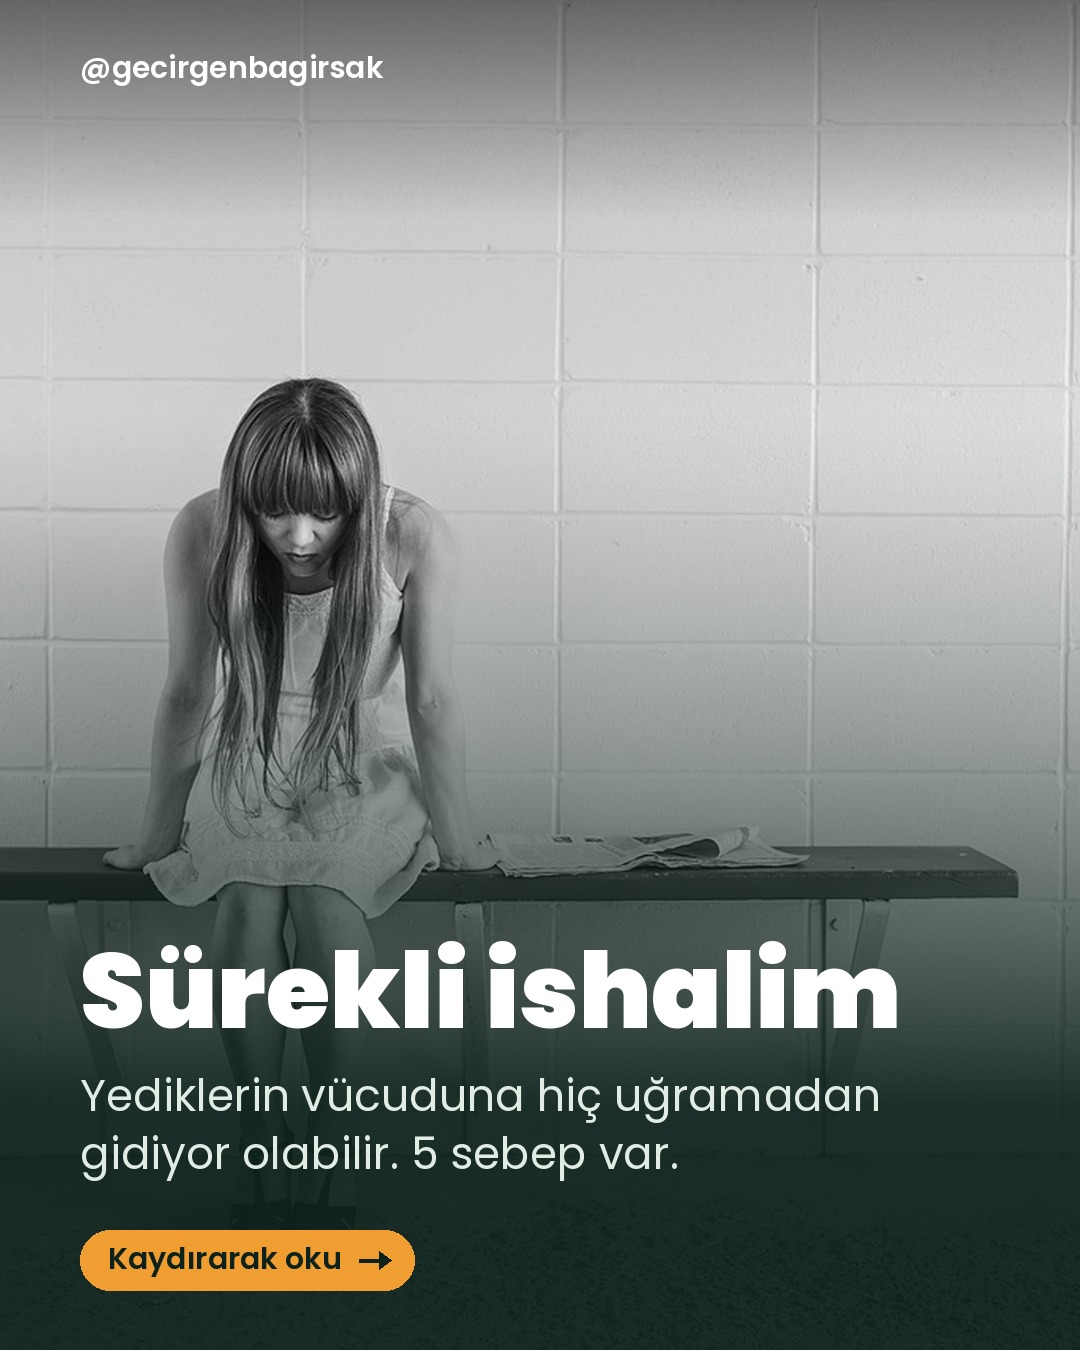 @gecirgenbagirsak
Sürekli ishalim
Yediklerin vücuduna hiç uğramadan
gidiyor olabilir. 5 sebep var.
Kaydırarak oku →